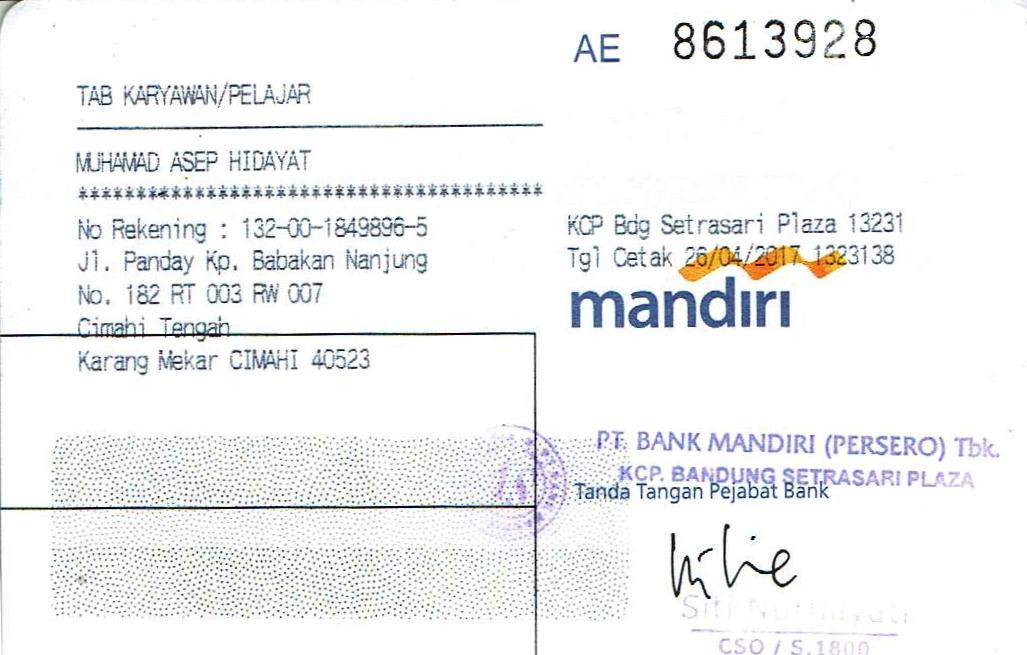 AE 8613928
TAB KARYAWAN/PELAJAR
MUHAMAD ASEP HIDAYAT
****************************************
No Rekening : 132-00-1849896-5
Jl. Panday Kp. Babakan Nanjung
No. 182 RT 003 RW 007
Cimahi Tengah
Karang Mekar CIMAHI 40523
KCP Bdg Setrasari Plaza 13231
Tgl Cetak 26/04/2017 1323138
mandiri
PT. BANK MANDIRI (PERSERO) Tbk.
KCP. BANDUNG SETRASARI PLAZA
Tanda Tangan Pejabat Bank
Siti Nurhayati
CSO / S.1800